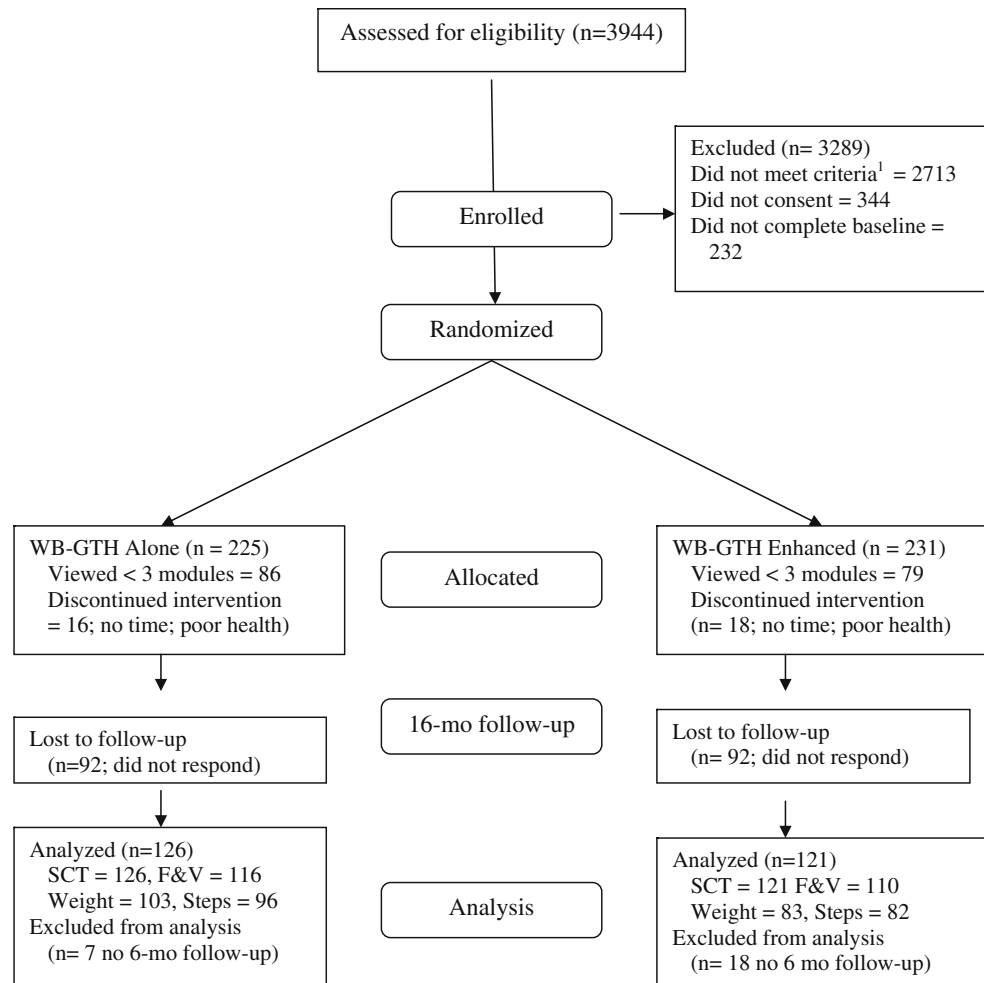 Assessed for eligibility (n=3944)
Excluded (n= 3289)
Did not meet criteria¹ = 2713
Did not consent = 344
Did not complete baseline =
232
Enrolled
Randomized
WB-GTH Alone (n = 225)
Viewed < 3 modules = 86
Discontinued intervention
= 16; no time; poor health)
Allocated
WB-GTH Enhanced (n = 231)
Viewed < 3 modules = 79
Discontinued intervention
(n= 18; no time; poor health)
16-mo follow-up
Lost to follow-up
(n=92; did not respond)
Lost to follow-up
(n= 92; did not respond)
Analyzed (n=126)
SCT = 126, F&V = 116
Weight = 103, Steps = 96
Excluded from analysis
(n= 7 no 6-mo follow-up)
Analysis
Analyzed (n=121)
SCT = 121 F&V = 110
Weight = 83, Steps = 82
Excluded from analysis
(n= 18 no 6 mo follow-up)